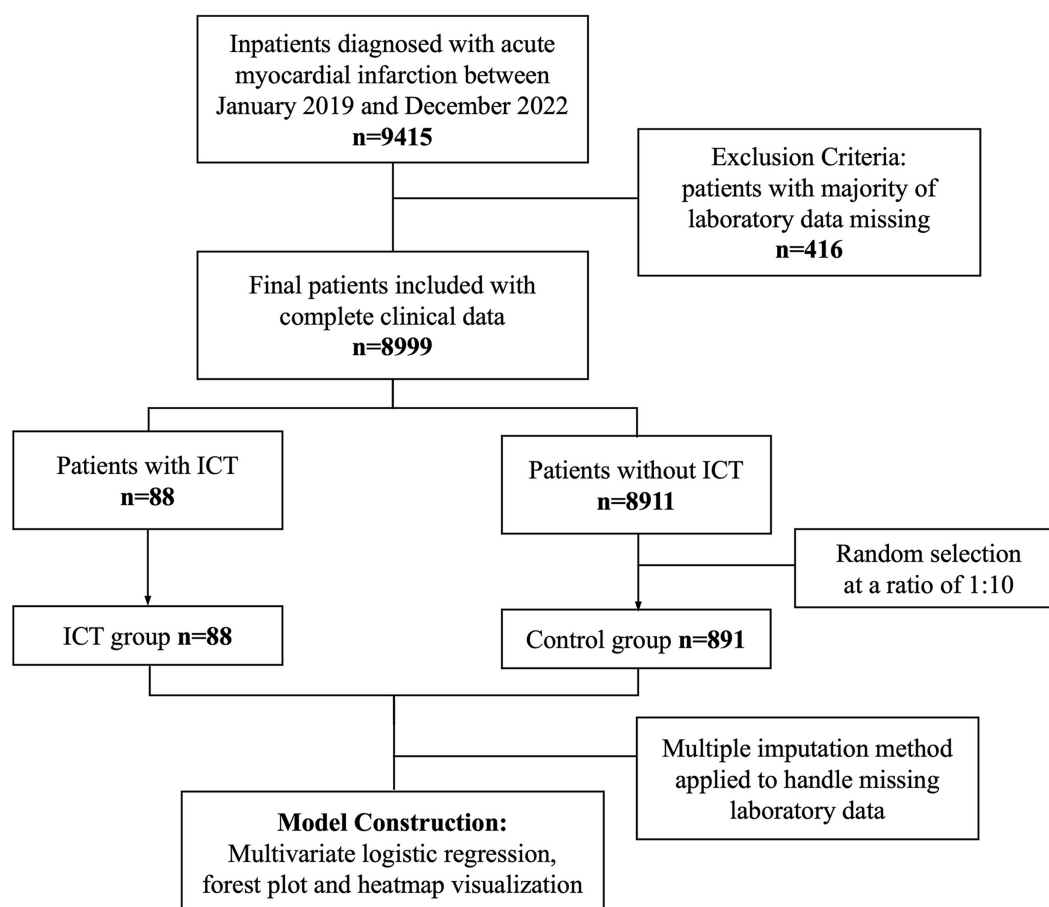 Inpatients diagnosed with acute
myocardial infarction between
January 2019 and December 2022
n=9415
Exclusion Criteria:
patients with majority of
laboratory data missing
n=416
Final patients included with
complete clinical data
n=8999
Patients with ICT
n=88
Patients without ICT
n=8911
Random selection
at a ratio of 1:10
ICT group n=88
Control group n=891
Multiple imputation method
applied to handle missing
laboratory data
Model Construction:
Multivariate logistic regression,
forest plot and heatmap visualization